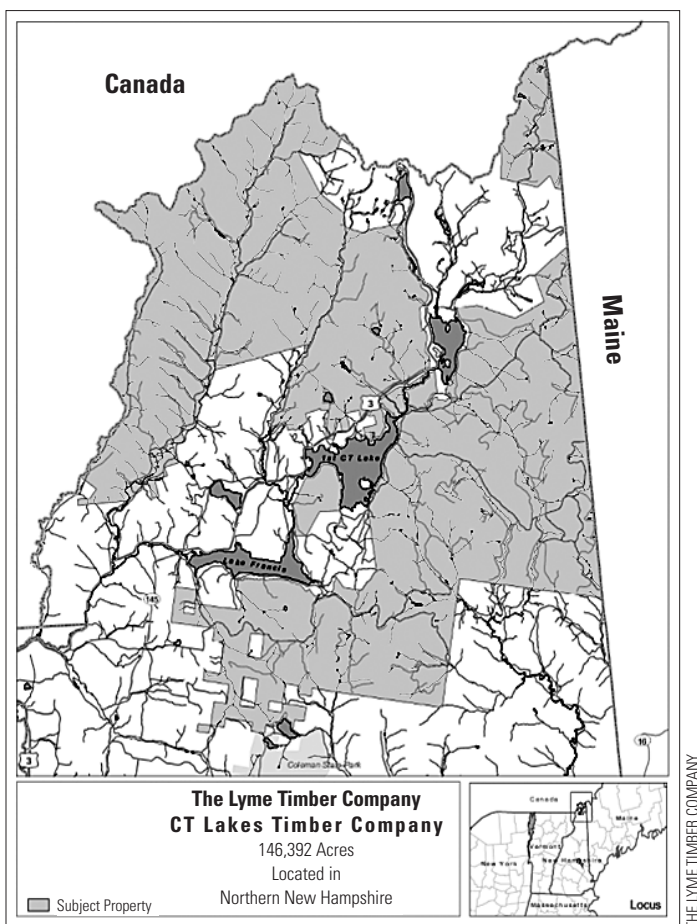 Canada
Maine
3
1st CT Lake
Lake Francis
145
Coleman State Park
3
16
The Lyme Timber Company
CT Lakes Timber Company
146,392 Acres
Located in
Northern New Hampshire
Subject Property
Canada
Maine
Vermont
New York
New Hampshire
Massachusetts
Locus
THE LYME TIMBER COMPANY